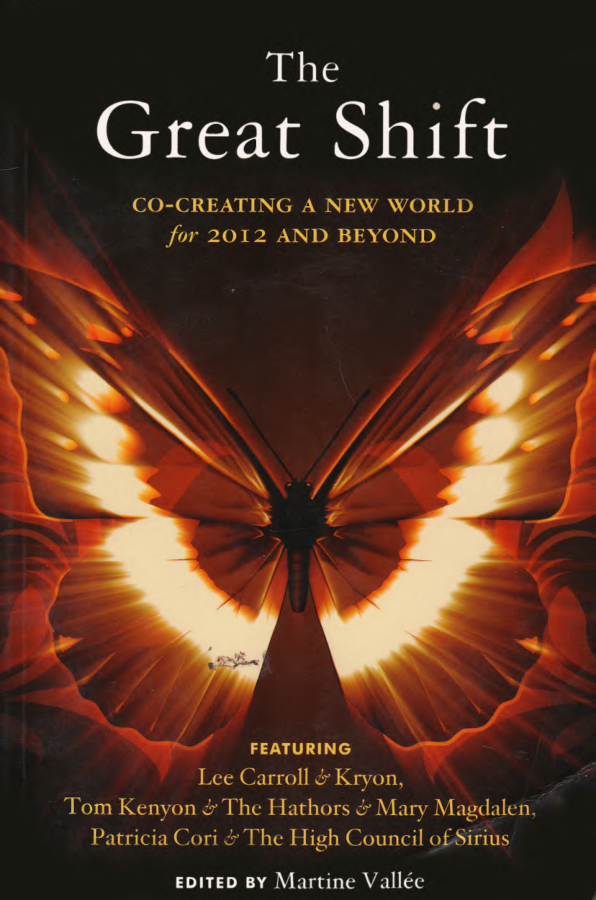 The
Great Shift
CO-CREATING A NEW WORLD
for 2012 AND BEYOND
FEATURING
Lee Carroll & Kryon,
Tom Kenyon & The Hathors & Mary Magdalen,
Patricia Cori & The High Council of Sirius
EDITED BY Martine Vallée